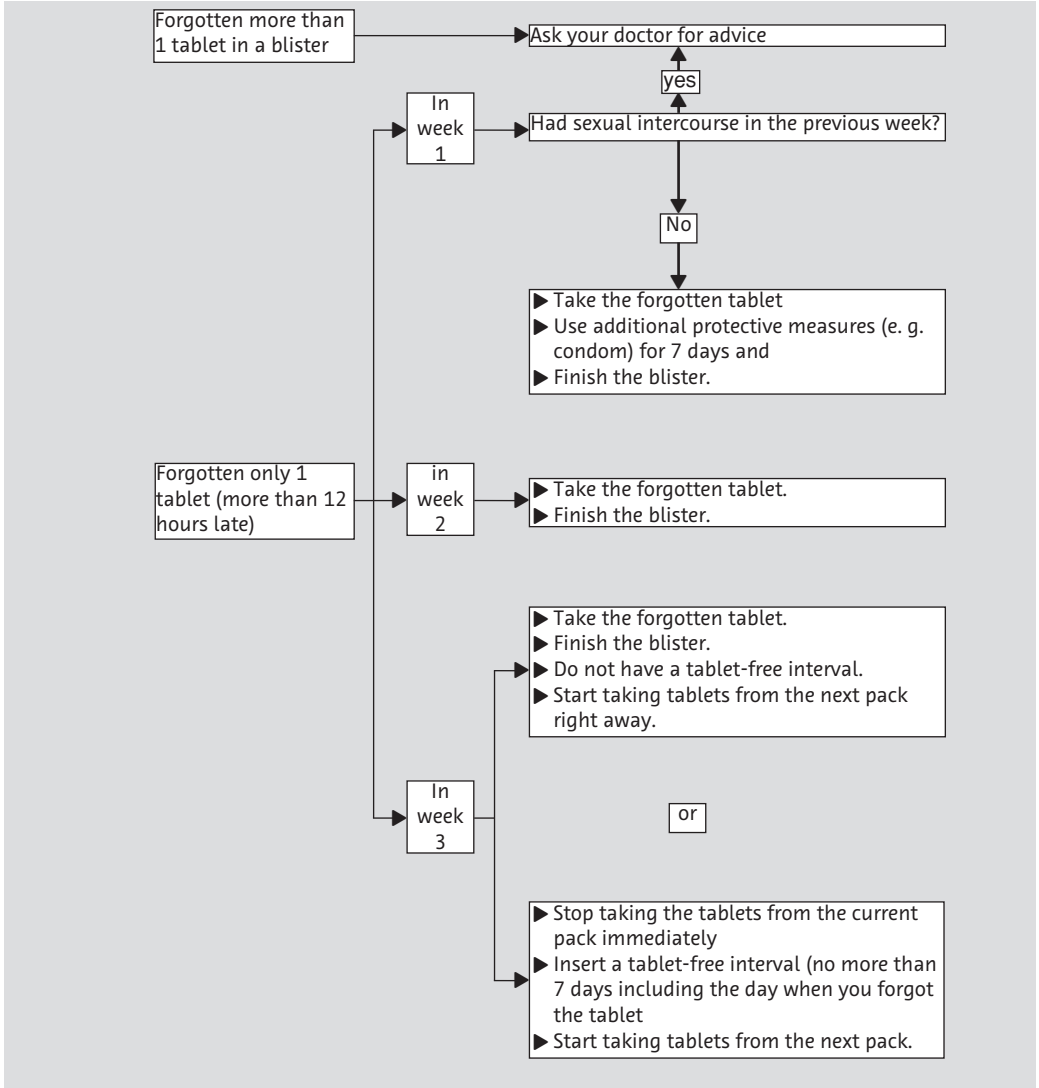 Forgotten more than
1 tablet in a blister
Ask your doctor for advice
yes
In
week
1
Had sexual intercourse in the previous week?
No
▶ Take the forgotten tablet
▶ Use additional protective measures (e. g.
condom) for 7 days and
▶ Finish the blister.
Forgotten only 1
tablet (more than 12
hours late)
in
week
2
▶ Take the forgotten tablet.
▶ Finish the blister.
▶ Take the forgotten tablet.
▶ Finish the blister.
▶ Do not have a tablet-free interval.
▶ Start taking tablets from the next pack
right away.
In
week
3
or
▶ Stop taking the tablets from the current
pack immediately
▶ Insert a tablet-free interval (no more than
7 days including the day when you forgot
the tablet
▶ Start taking tablets from the next pack.